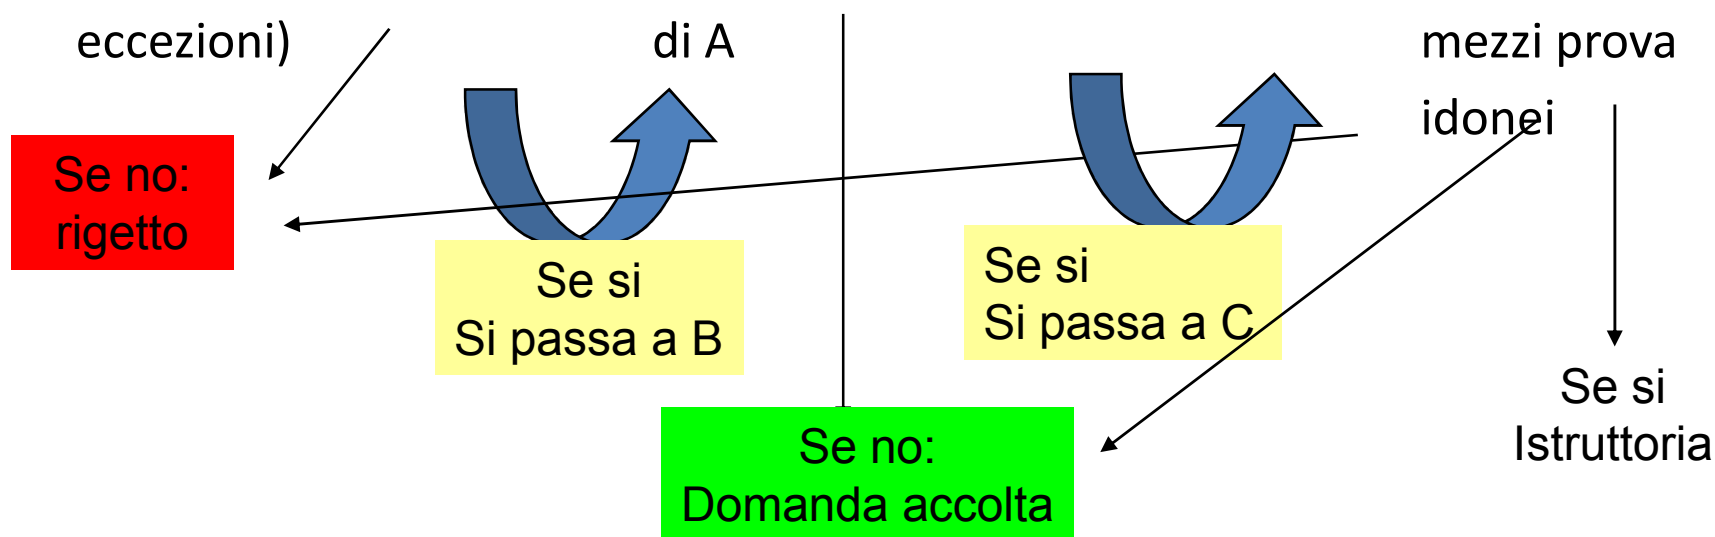 eccezioni)
di A
mezzi prova
idonei
Se no:
rigetto
Se si
Si passa a B
Se si
Si passa a C
Se no:
Domanda accolta
Se si
Istruttoria